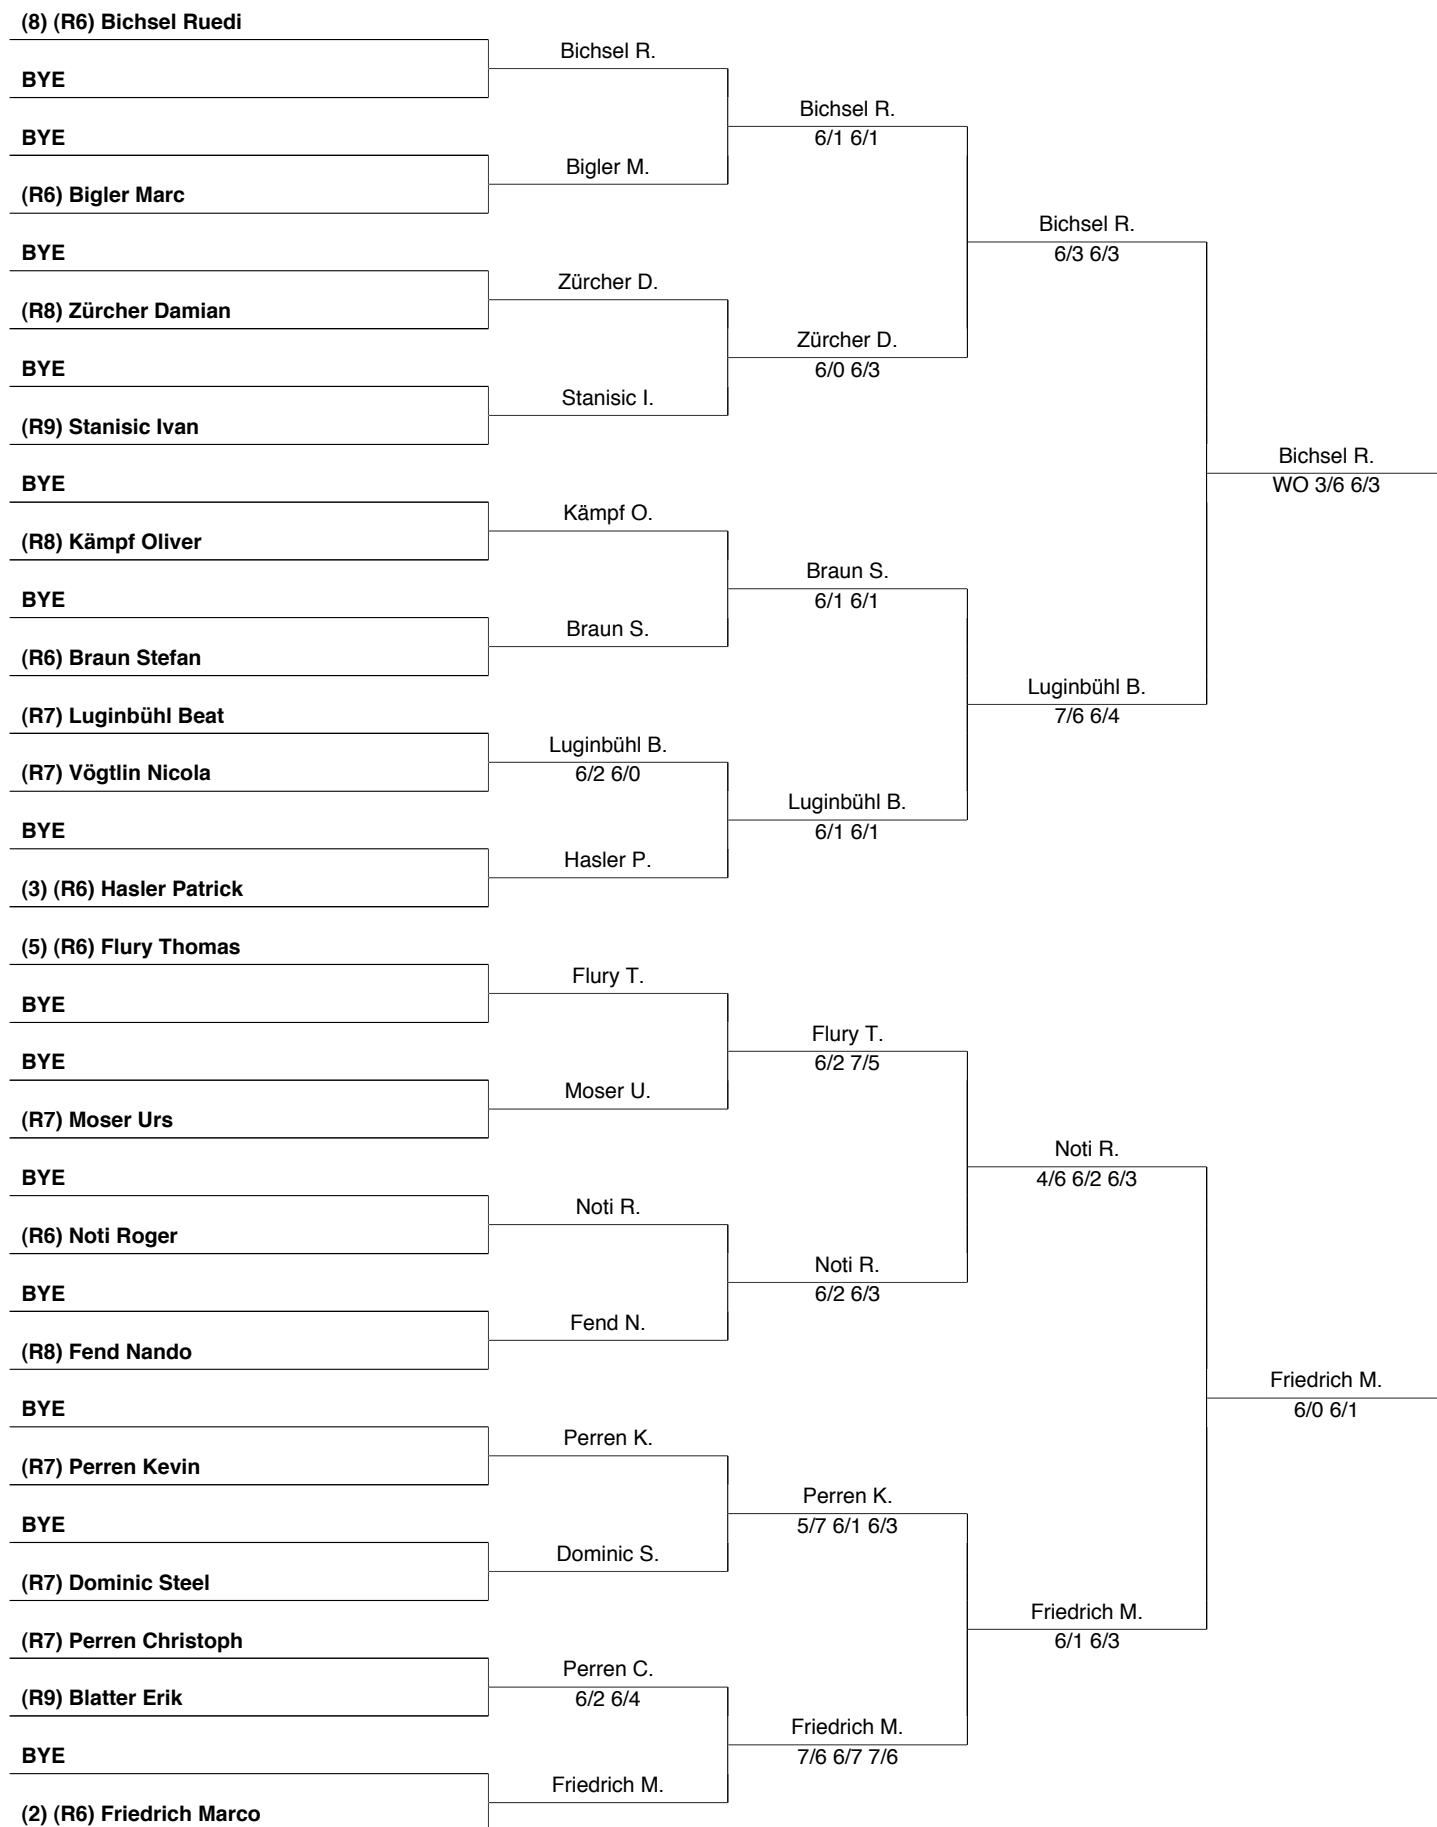 (8) (R6) Bichsel Ruedi
Bichsel R.
BYE
Bichsel R.
6/1 6/1
BYE
Bigler M.
(R6) Bigler Marc
Bichsel R.
6/3 6/3
BYE
Zürcher D.
(R8) Zürcher Damian
Zürcher D.
6/0 6/3
BYE
Stanisic I.
(R9) Stanisic Ivan
Bichsel R.
WO 3/6 6/3
BYE
Kämpf O.
(R8) Kämpf Oliver
Braun S.
6/1 6/1
BYE
Braun S.
(R6) Braun Stefan
Luginbühl B.
7/6 6/4
(R7) Luginbühl Beat
Luginbühl B.
6/2 6/0
(R7) Vögtlin Nicola
Luginbühl B.
6/1 6/1
BYE
Hasler P.
(3) (R6) Hasler Patrick
(5) (R6) Flury Thomas
Flury T.
BYE
Flury T.
6/2 7/5
BYE
Moser U.
(R7) Moser Urs
Noti R.
4/6 6/2 6/3
BYE
Noti R.
(R6) Noti Roger
Noti R.
6/2 6/3
BYE
Fend N.
(R8) Fend Nando
Friedrich M.
6/0 6/1
BYE
Perren K.
(R7) Perren Kevin
Perren K.
5/7 6/1 6/3
BYE
Dominic S.
(R7) Dominic Steel
Friedrich M.
6/1 6/3
(R7) Perren Christoph
Perren C.
6/2 6/4
(R9) Blatter Erik
Friedrich M.
7/6 6/7 7/6
BYE
Friedrich M.
(2) (R6) Friedrich Marco